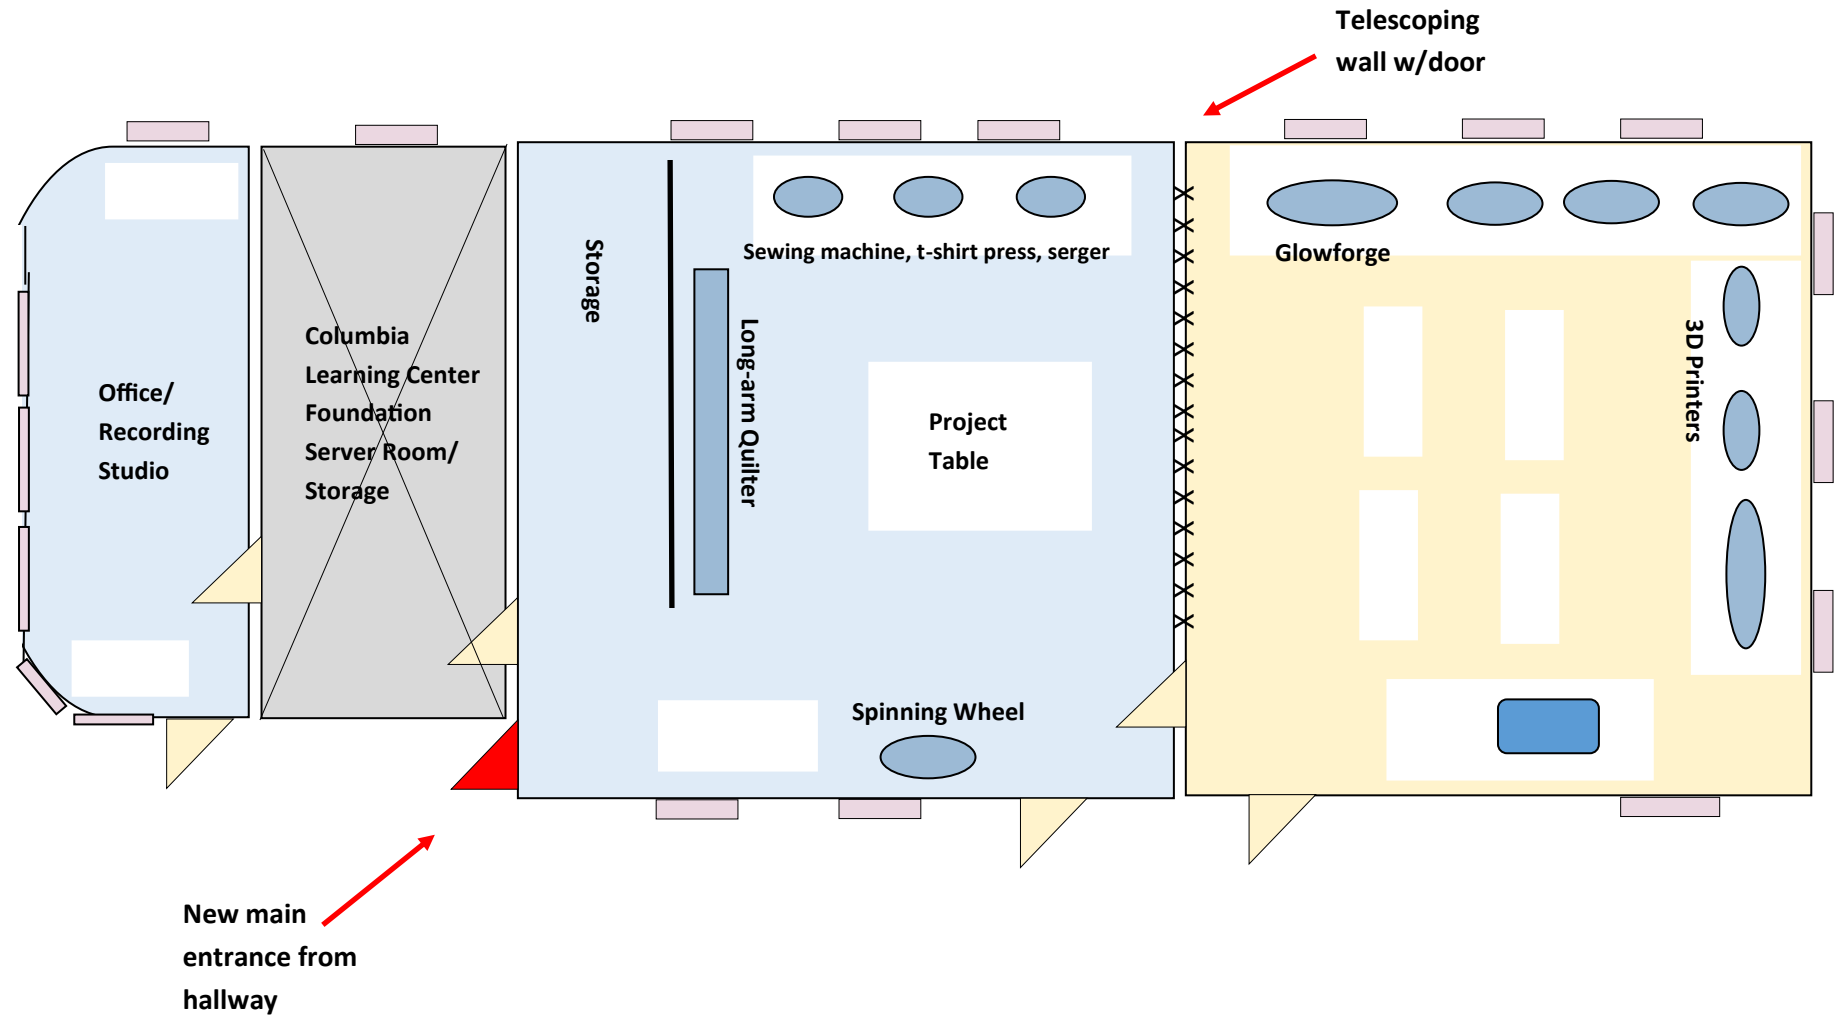 Telescoping
wall w/door
Sewing machine, t-shirt press, serger
Glowforge
Storage
Columbia
Learning Center
Foundation
Server Room/
Storage
Office/
Recording
Studio
Long-arm Quilter
Project
Table
3D Printers
Spinning Wheel
New main
entrance from
hallway